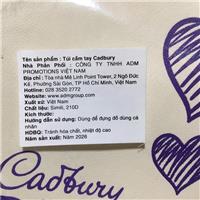 Tên sản phẩm : Túi cầm tay Cadbury
Nhà Phân Phối : CÔNG TY TNHH ADM
PROMOTIONS VIỆT NAM
Địa chỉ: Tòa nhà Mê Linh Point Tower, 2 Ngô Đức
Kế , Phường Sài Gòn, TP Hồ Chí Minh, Việt Nam
Hotline: 028 3520 2772
Website: www.admgroup.com
Xuất xứ: Việt Nam
Chất liệu: Simili, 210D
Kích thước:
Hướng dẫn sử dụng: Dùng để đựng đồ dùng cá
nhân
HDBQ: Tránh hóa chất, nhiệt độ cao
Năm sản xuất: Năm 2026
Cadbury